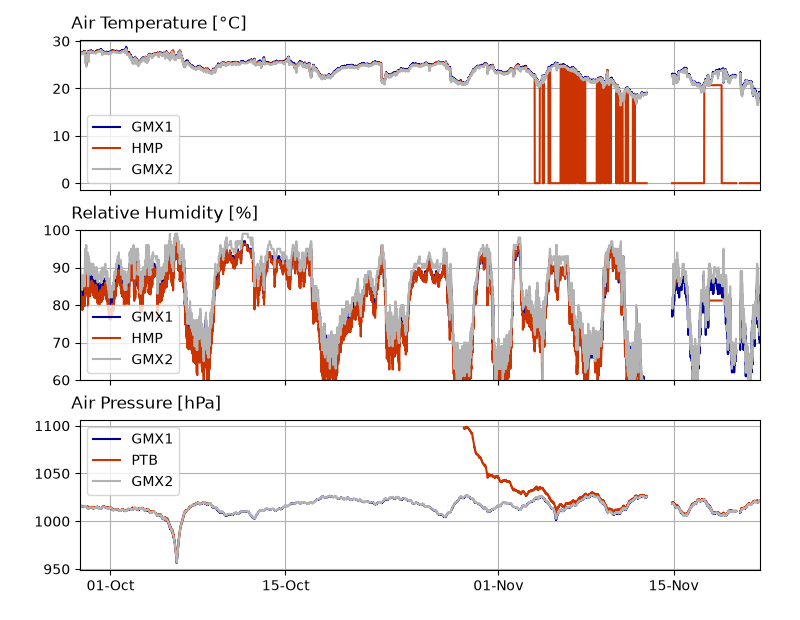 Air Temperature [°C]
30
20
10
0
GMX1
HMP
GMX2
Relative Humidity [%]
100
90
80
70
60
GMX1
HMP
GMX2
Air Pressure [hPa]
1100
1050
1000
950
GMX1
PTB
GMX2
01-Oct 15-Oct 01-Nov 15-Nov